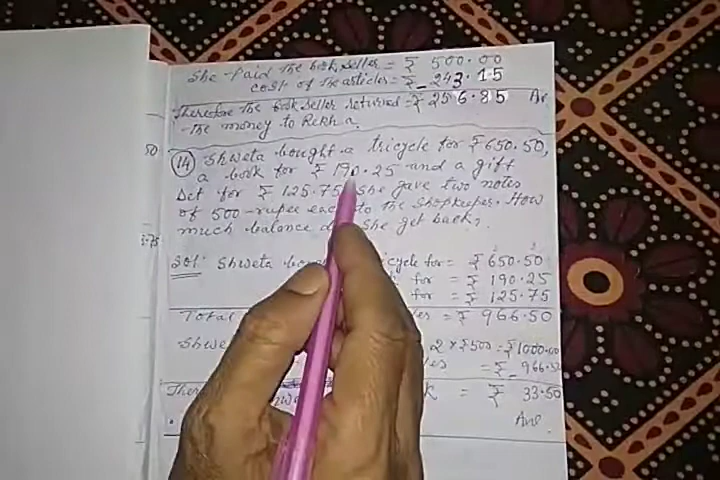 She Paid the book seller = ₹ 500.00
cost of the articles = ₹ - 243.15
Therefore the book seller returned = ₹ 256.85 An
the money to Rekha.
50
14 Shweta bought a tricycle for ₹ 650.50,
a book for ₹ 190.25 and a gift
Set for ₹ 125.75 She gave two notes
of 500-rupee each to the shopkeeper. How
3.75
much balance she get back?
Sol: Shweta cycle for = ₹ 650.50
for = ₹ 190.25
for = ₹ 125.75
Total = ₹ 966.50
Shwe 2 × ₹500 = ₹1000.00
= ₹ - 966.50
Ther = ₹ 33.50
Ans.